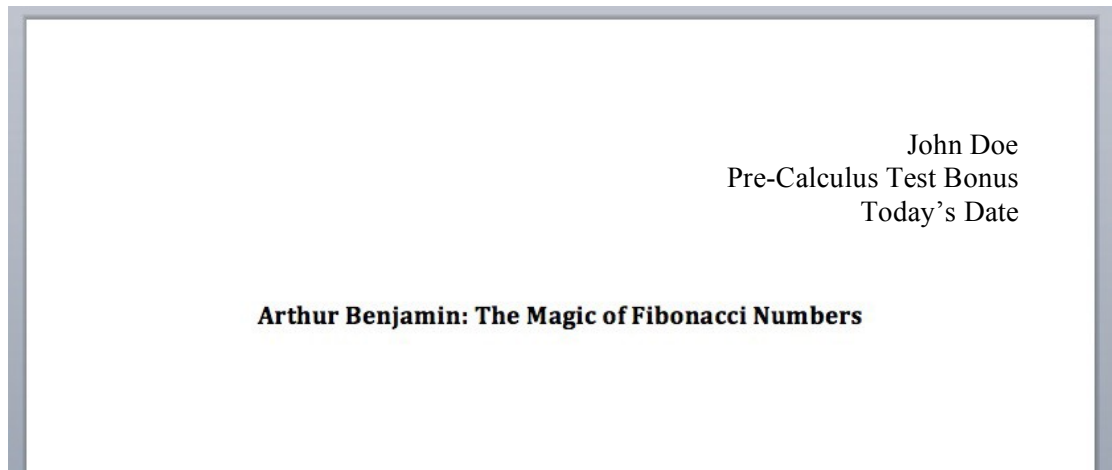 John Doe
Pre-Calculus Test Bonus
Today’s Date
Arthur Benjamin: The Magic of Fibonacci Numbers